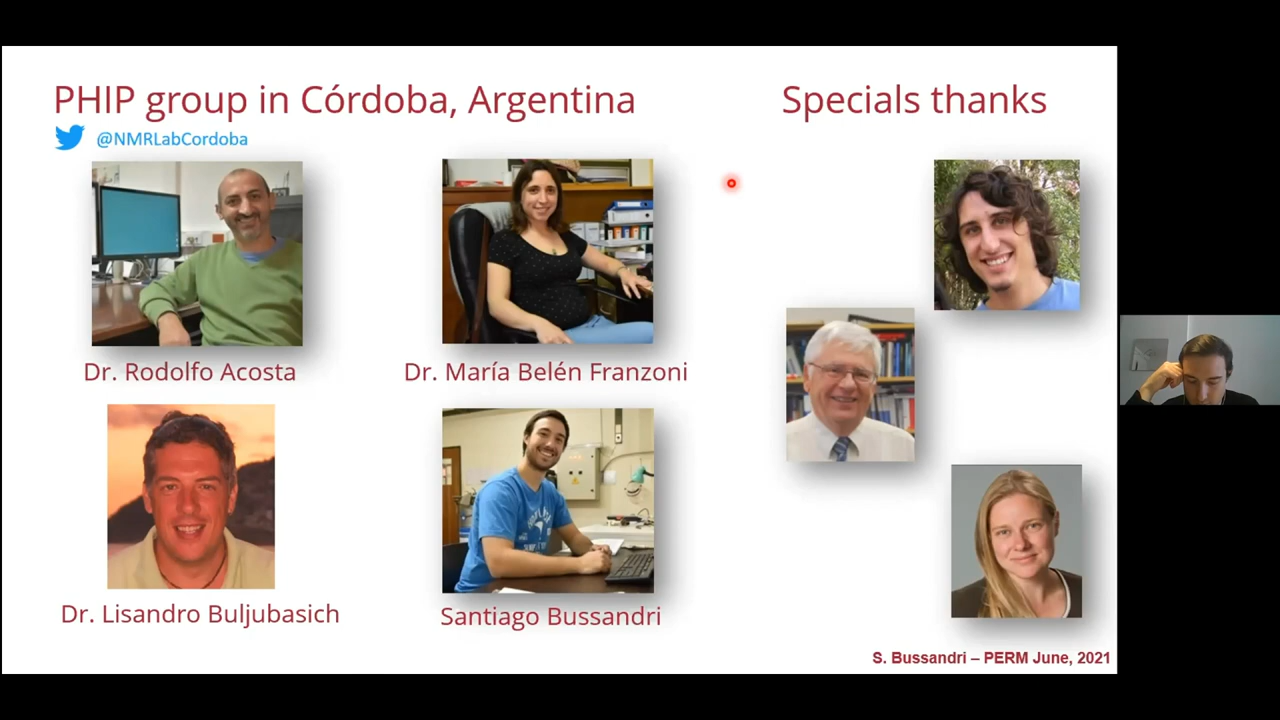 PHIP group in Córdoba, Argentina
@NMRLabCordoba
Specials thanks
Dr. Rodolfo Acosta
Dr. María Belén Franzoni
Dr. Lisandro Buljubasich
Santiago Bussandri
S. Bussandri – PERM June, 2021